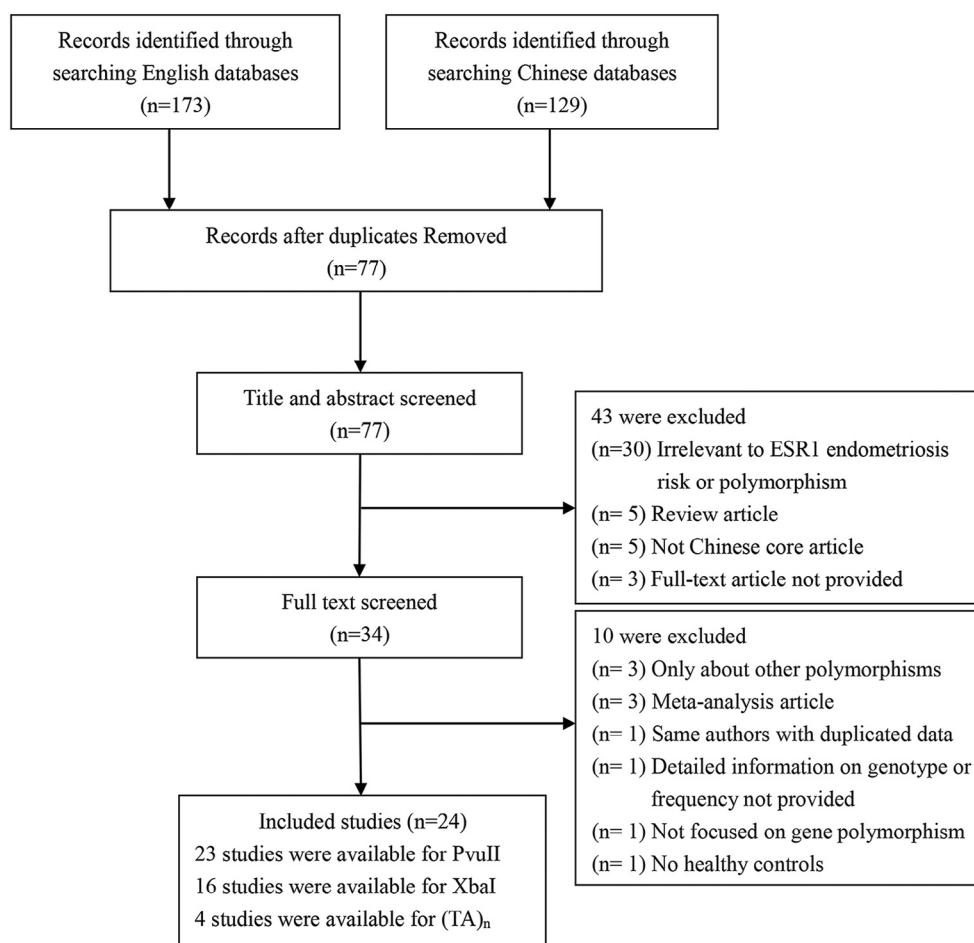 Records identified through
searching English databases
(n=173)
Records identified through
searching Chinese databases
(n=129)
Records after duplicates Removed
(n=77)
Title and abstract screened
(n=77)
43 were excluded
(n=30) Irrelevant to ESR1 endometriosis
risk or polymorphism
(n= 5) Review article
(n= 5) Not Chinese core article
(n= 3) Full-text article not provided
Full text screened
(n=34)
10 were excluded
(n= 3) Only about other polymorphisms
(n= 3) Meta-analysis article
(n= 1) Same authors with duplicated data
(n= 1) Detailed information on genotype or
frequency not provided
(n= 1) Not focused on gene polymorphism
(n= 1) No healthy controls
Included studies (n=24)
23 studies were available for PvuII
16 studies were available for XbaI
4 studies were available for (TA)n